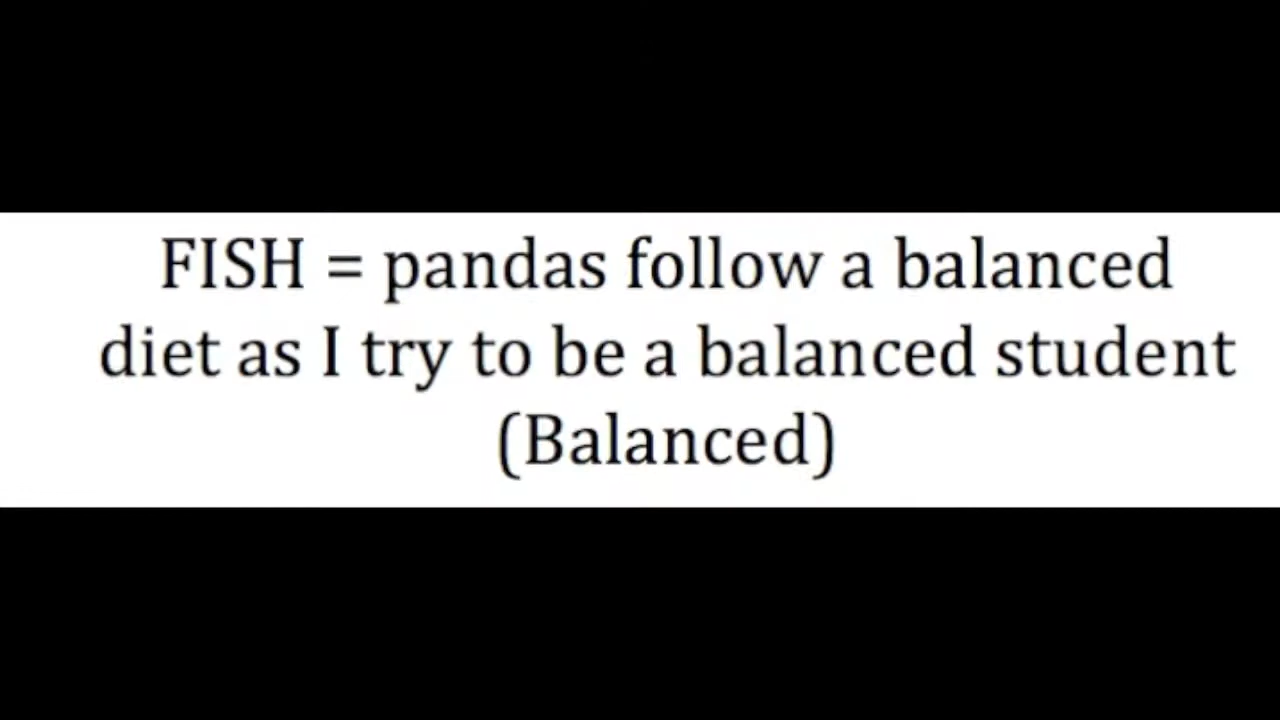 FISH = pandas follow a balanced
diet as I try to be a balanced student
(Balanced)